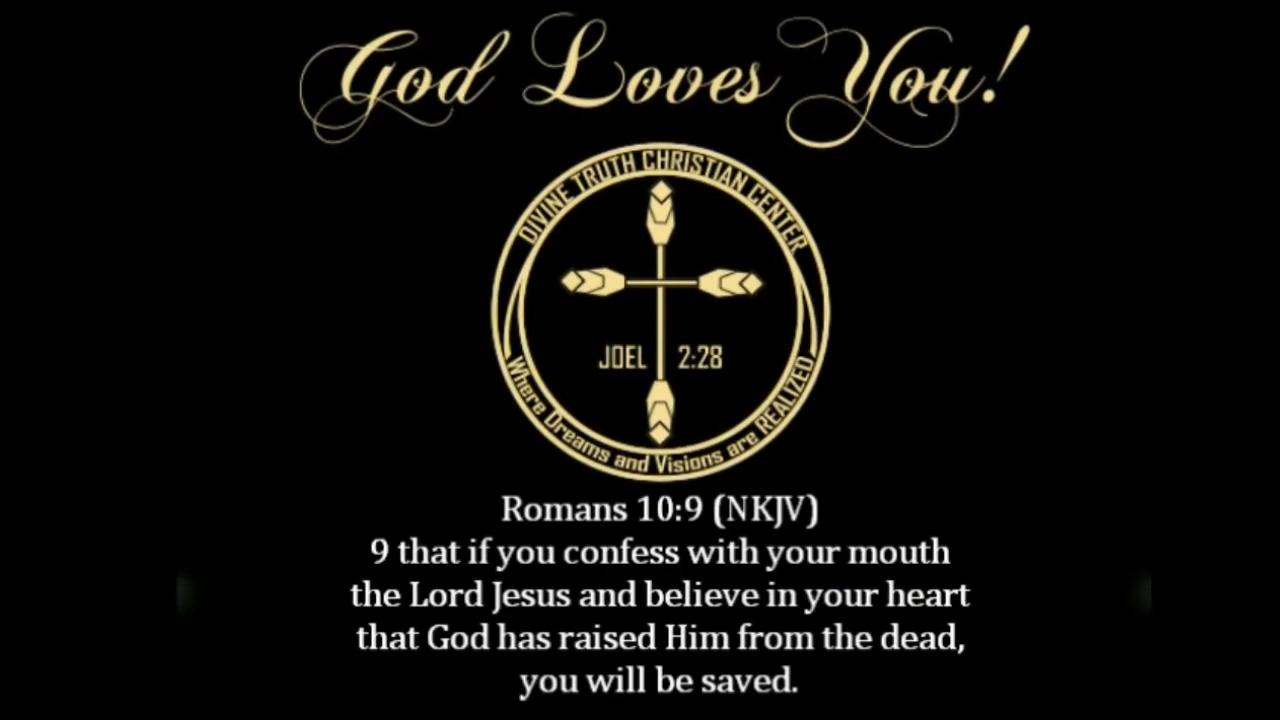 God Loves You!
DIVINE TRUTH CHRISTIAN CENTER
JOEL 2:28
Where Dreams and Visions are REALIZED
Romans 10:9 (NKJV)
9 that if you confess with your mouth
the Lord Jesus and believe in your heart
that God has raised Him from the dead,
you will be saved.